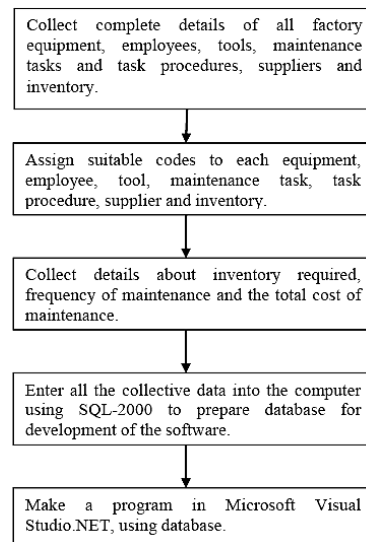 Collect complete details of all factory
equipment, employees, tools, maintenance
tasks and task procedures, suppliers and
inventory.
Assign suitable codes to each equipment,
employee, tool, maintenance task, task
procedure, supplier and inventory.
Collect details about inventory required,
frequency of maintenance and the total cost of
maintenance.
Enter all the collective data into the computer
using SQL-2000 to prepare database for
development of the software.
Make a program in Microsoft Visual
Studio.NET, using database.